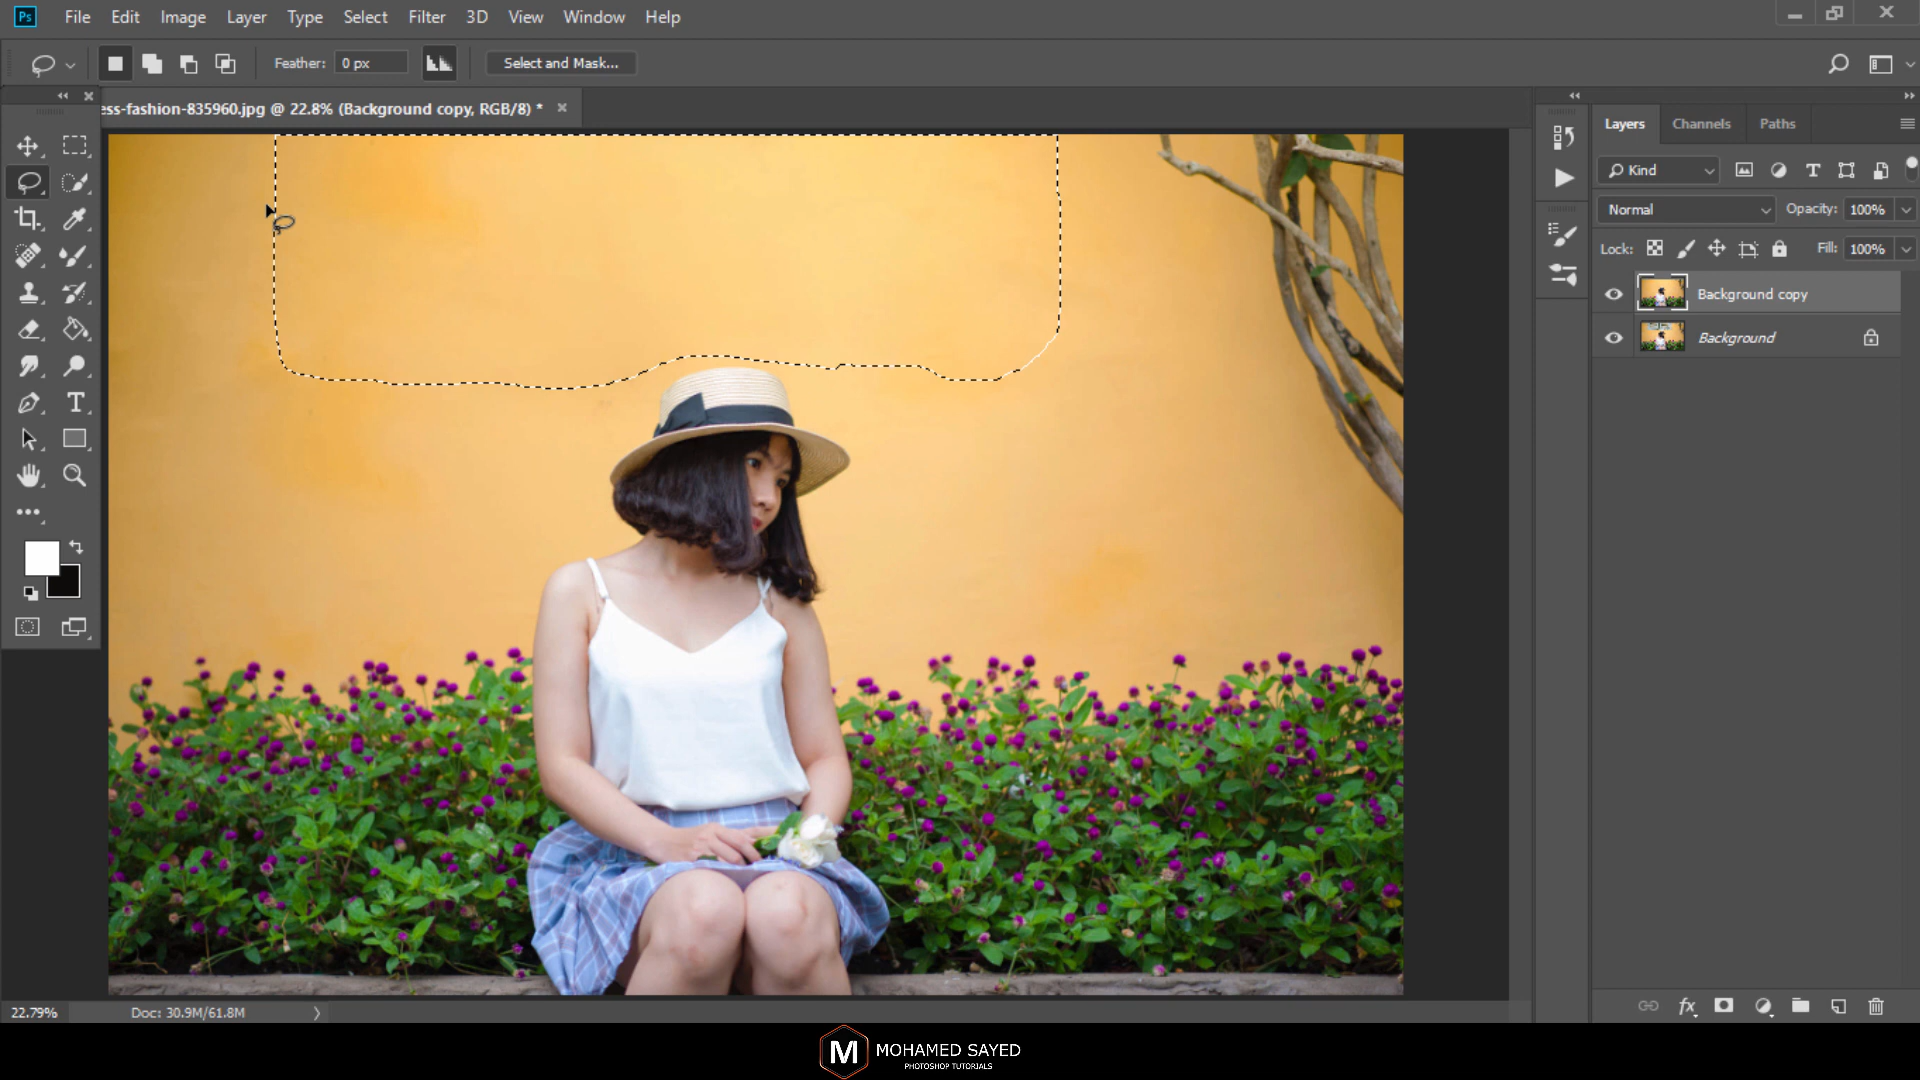 Ps File Edit Image Layer Type Select Filter 3D View Window Help
Feather: 0 px Select and Mask...
ess-fashion-835960.jpg @ 22.8% (Background copy, RGB/8) *
Layers Channels Paths
Kind
Normal Opacity: 100%
Lock: Fill: 100%
Background copy
Background
22.79% Doc: 30.9M/61.8M
fx
M MOHAMED SAYED
PHOTOSHOP TUTORIALS